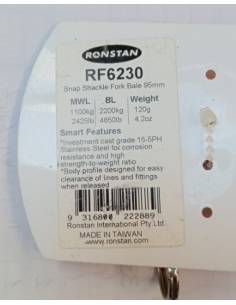 RONSTAN
RF6230
Snap Shackle Fork Bale 95mm
MWL BL Weight
1100kg 2200kg 120g
2425lb 4850lb 4.2oz
Smart Features
*Investment cast grade 15-5PH
Stainless Steel for corrosion
resistance and high
strength-to-weight ratio
*Body profile designed for easy
clearance of lines and fittings
when released
9 316800 222889
Ronstan International Pty Ltd.
MADE IN TAIWAN
www.ronstan.com